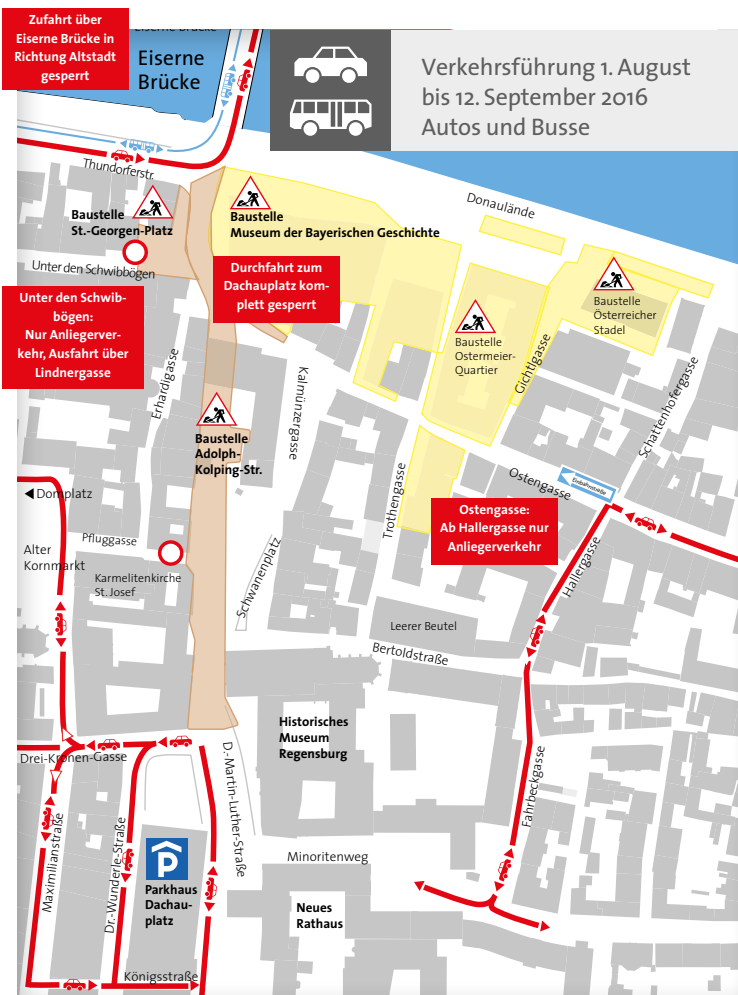 Zufahrt über
Eiserne Brücke in
Richtung Altstadt
gesperrt
Eiserne Brücke
Eiserne
Brücke
Verkehrsführung 1. August
bis 12. September 2016
Autos und Busse
Thundorferstr.
Donaulände
Baustelle
St.-Georgen-Platz
Baustelle
Museum der Bayerischen Geschichte
Unter den Schwibbögen
Durchfahrt zum
Dachauplatz kom-
plett gesperrt
Baustelle
Österreicher
Stadel
Unter den Schwib-
bögen:
Nur Anliegerver-
kehr, Ausfahrt über
Lindnergasse
Baustelle
Ostermeier-
Quartier
Gichtlgasse
Erhardigasse
Kalmünzergasse
Schattenhofergasse
Baustelle
Adolph-
Kolping-Str.
Trothengasse
Ostengasse
Einbahnstraße
Domplatz
Ostengasse:
Ab Hallergasse nur
Anliegerverkehr
Pfluggasse
Alter
Kornmarkt
Karmelitenkirche
St. Josef
Schwanenplatz
Hallergasse
Leerer Beutel
Bertoldstraße
Historisches
Museum
Regensburg
Drei-Kronen-Gasse
D.-Martin-Luther-Straße
Fahrbeckgasse
Maximilianstraße
Dr.-Wunderle-Straße
P
Parkhaus
Dachau-
platz
Minoritenweg
Neues
Rathaus
Königsstraße